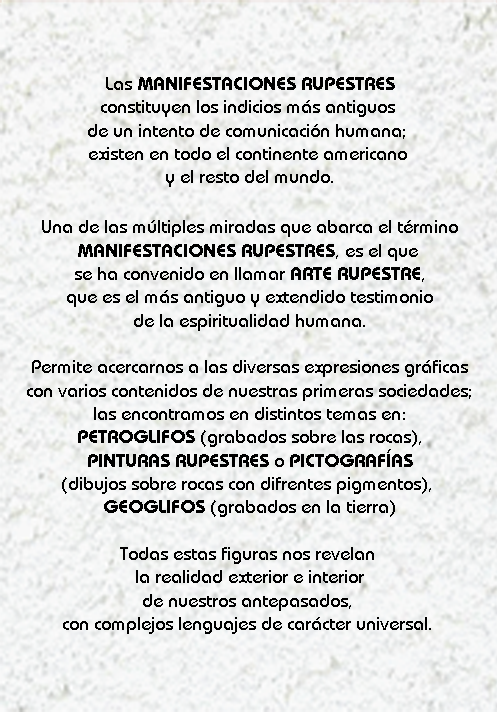 Las MANIFESTACIONES RUPESTRES
constituyen los indicios más antiguos
de un intento de comunicación humana;
existen en todo el continente americano
y el resto del mundo.
Una de las múltiples miradas que abarca el término
MANIFESTACIONES RUPESTRES, es el que
se ha convenido en llamar ARTE RUPESTRE,
que es el más antiguo y extendido testimonio
de la espiritualidad humana.
Permite acercarnos a las diversas expresiones gráficas
con varios contenidos de nuestras primeras sociedades;
las encontramos en distintos temas en:
PETROGLIFOS (grabados sobre las rocas),
PINTURAS RUPESTRES o PICTOGRAFÍAS
(dibujos sobre rocas con difrentes pigmentos),
GEOGLIFOS (grabados en la tierra)
Todas estas figuras nos revelan
la realidad exterior e interior
de nuestros antepasados,
con complejos lenguajes de carácter universal.